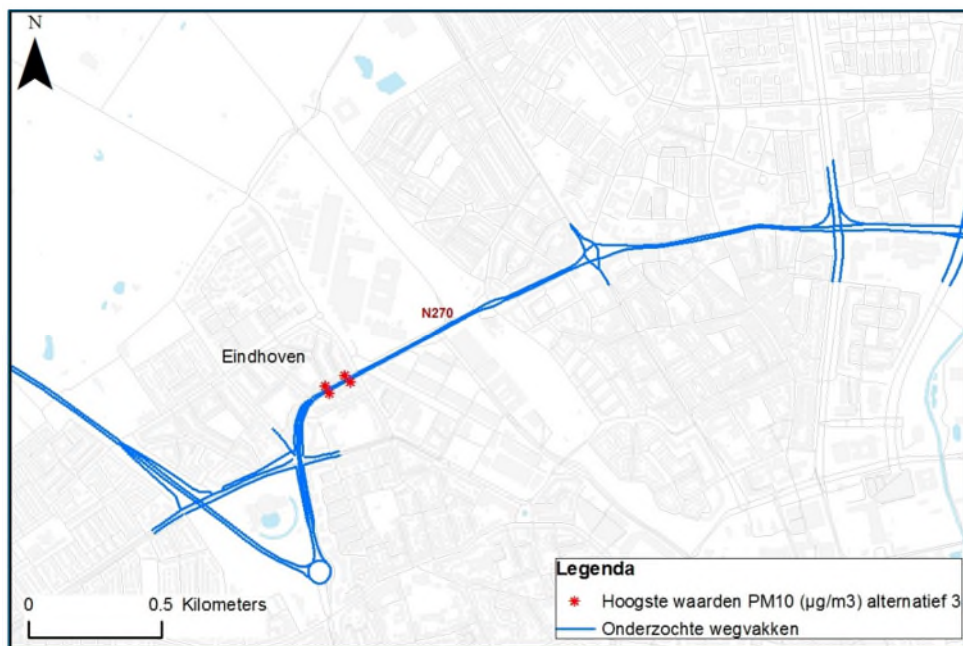 N
N270
Eindhoven
0 0.5 Kilometers
Legenda
Hoogste waarden PM10 (µg/m3) alternatief 3
Onderzochte wegvakken